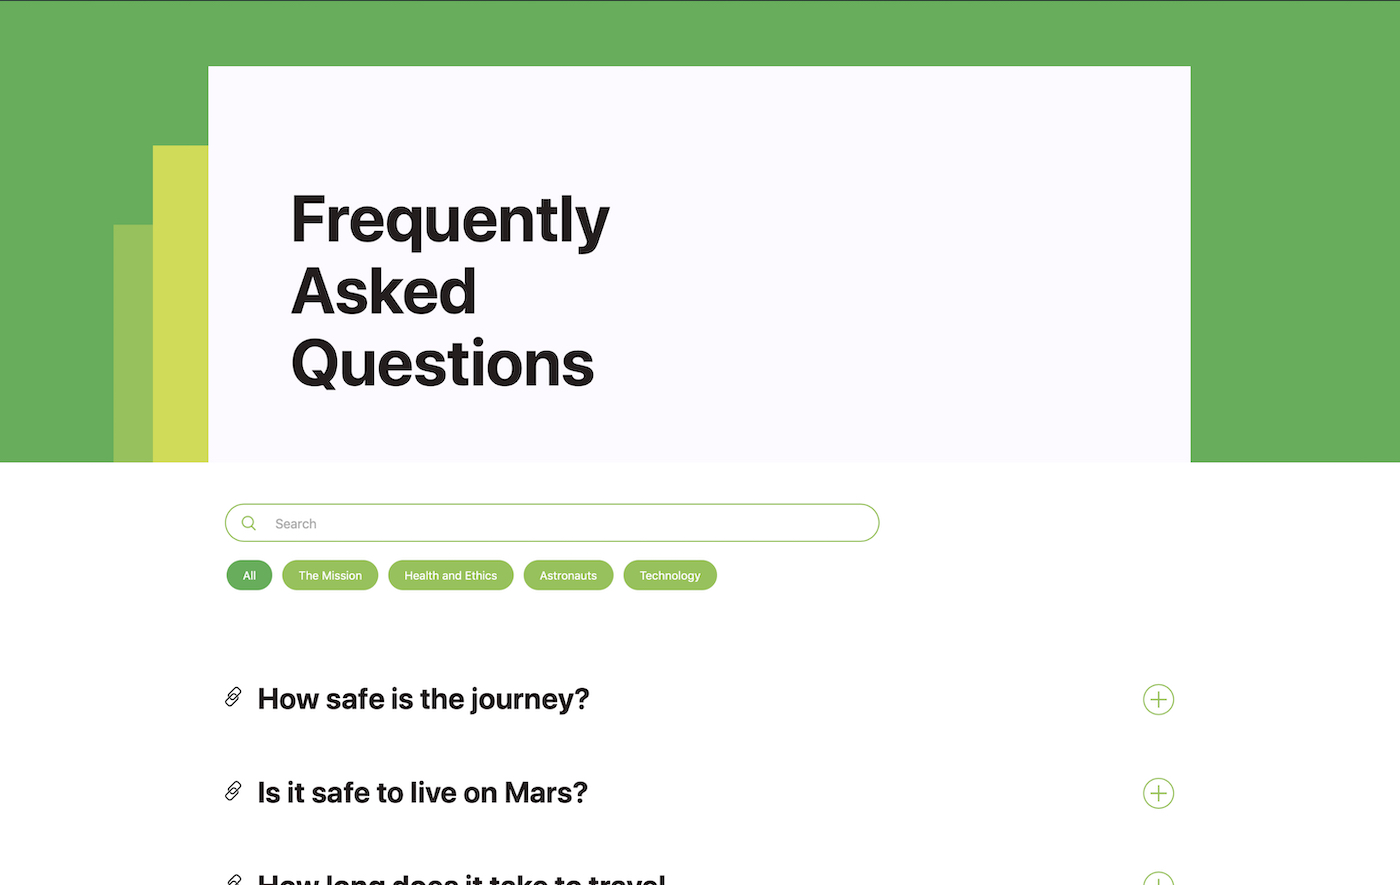 Frequently
Asked
Questions
Search
All The Mission Health and Ethics Astronauts Technology
How safe is the journey?
Is it safe to live on Mars?
How long does it take to travel